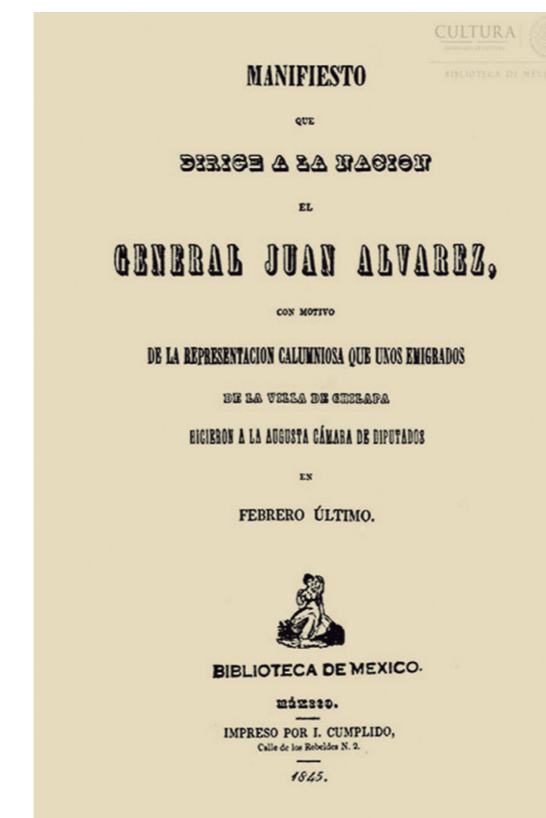 CULTURA
BIBLIOTECA DE MÉXI
MANIFIESTO
QUE
DIRIGE A LA NACION
EL
GENERAL JUAN ALVAREZ,
CON MOTIVO
DE LA REPRESENTACION CALUMNIOSA QUE UNOS EMIGRADOS
DE LA VILLA DE CHILAPA
HICIERON A LA AUGUSTA CÁMARA DE DIPUTADOS
EN
FEBRERO ÚLTIMO.
BIBLIOTECA DE MEXICO.
MÉXICO.
IMPRESO POR I. CUMPLIDO,
Calle de los Rebeldes N. 2.
1845.